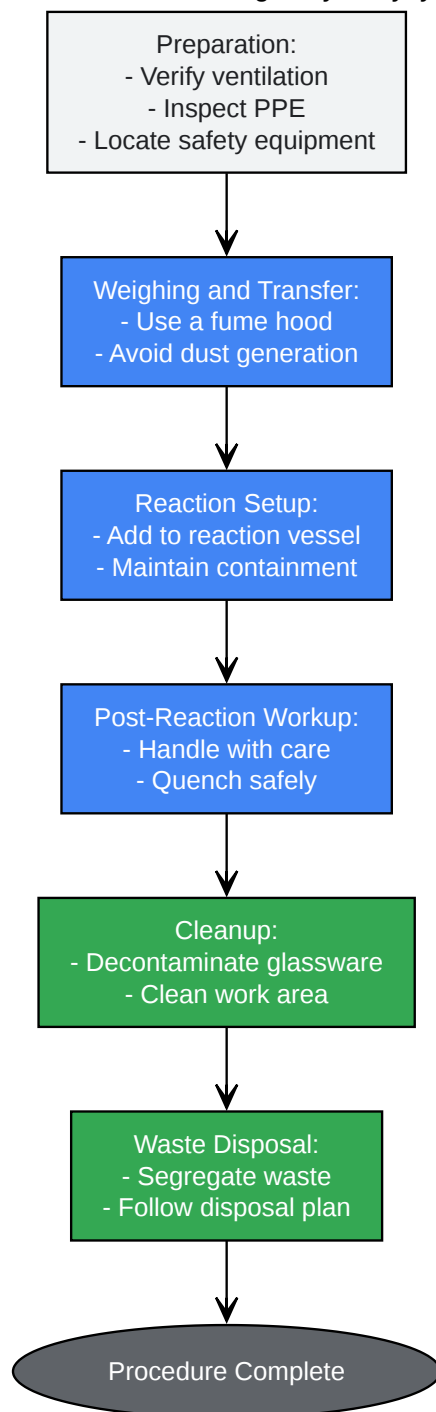 Preparation:
- Verify ventilation
- Inspect PPE
- Locate safety equipment
Weighing and Transfer:
- Use a fume hood
- Avoid dust generation
Reaction Setup:
- Add to reaction vessel
- Maintain containment
Post-Reaction Workup:
- Handle with care
- Quench safely
Cleanup:
- Decontaminate glassware
- Clean work area
Waste Disposal:
- Segregate waste
- Follow disposal plan
Procedure Complete